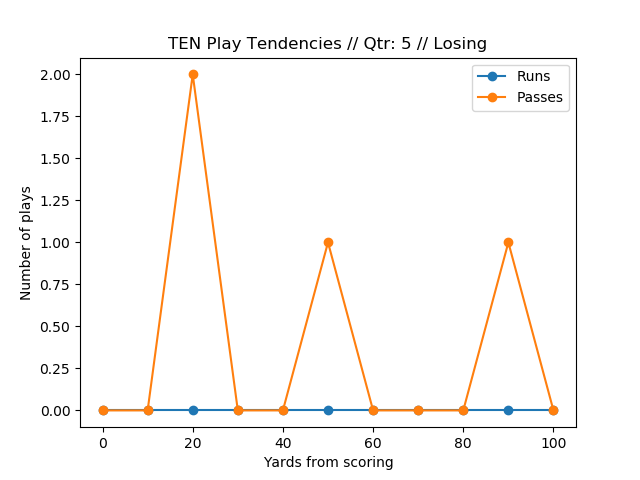 TEN Play Tendencies // Qtr: 5 // Losing
Runs
Passes
2.00
1.75
1.50
1.25
1.00
0.75
0.50
0.25
0.00
Number of plays
0 20 40 60 80 100
Yards from scoring